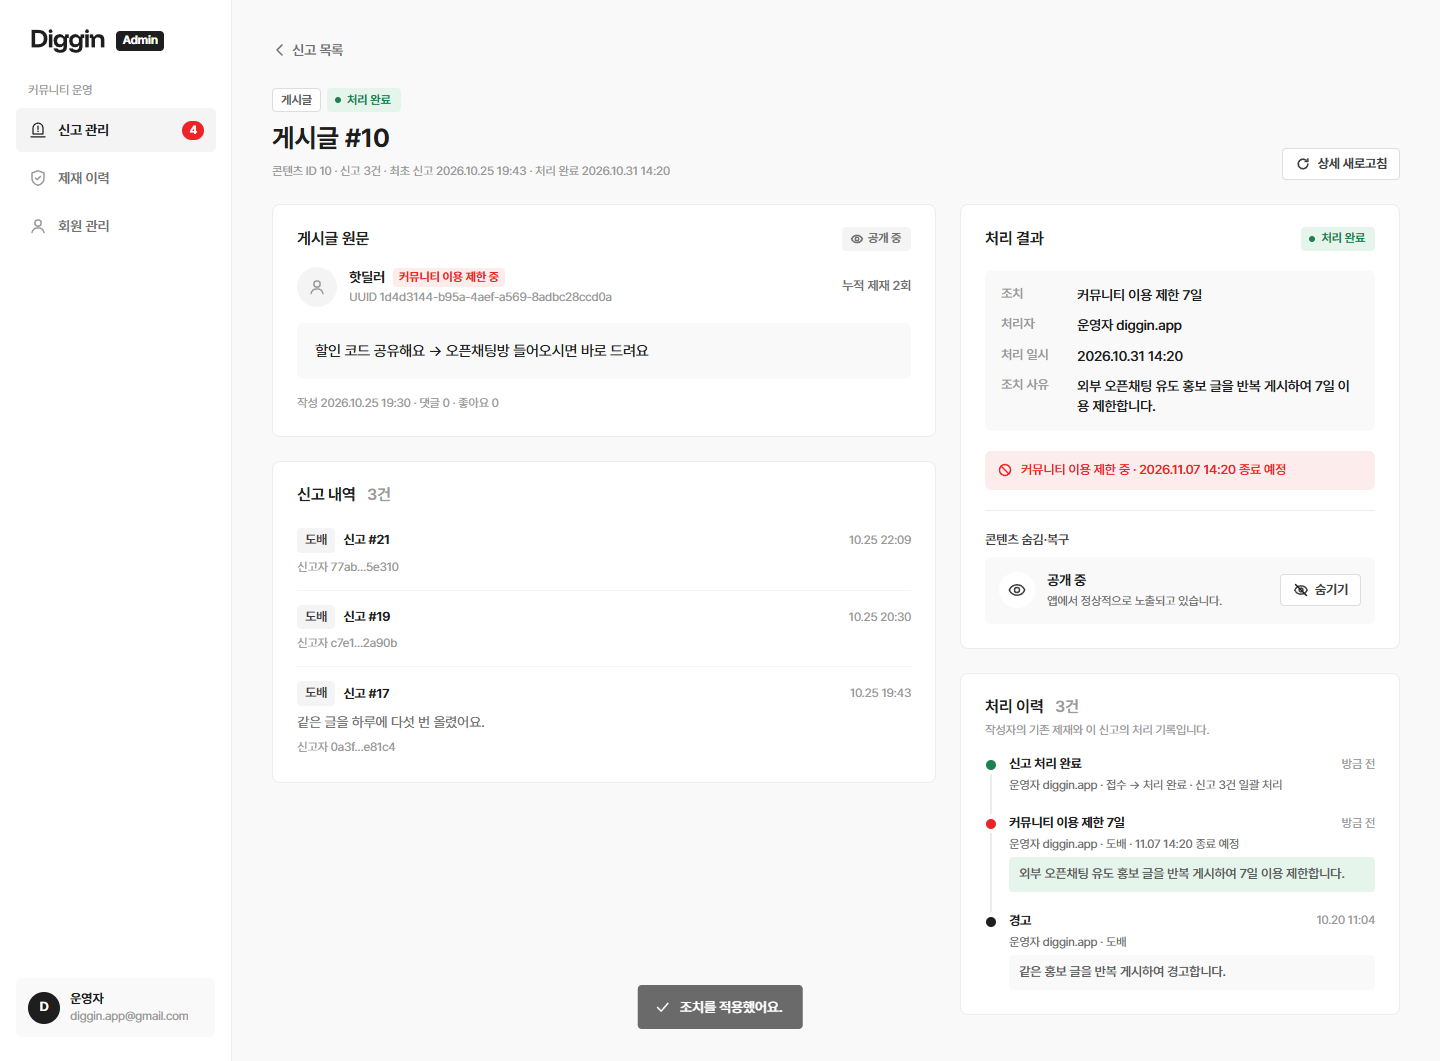 Diggin Admin
커뮤니티 운영
신고 관리 4
제재 이력
회원 관리
운영자
D
diggin.app@gmail.com
신고 목록
게시글 처리 완료
게시글 #10
콘텐츠 ID 10 · 신고 3건 · 최초 신고 2026.10.25 19:43 · 처리 완료 2026.10.31 14:20
상세 새로고침
게시글 원문 공개 중
핫딜러 커뮤니티 이용 제한 중
UUID 1d4d3144-b95a-4aef-a569-8adbc28ccd0a
누적 제재 2회
할인 코드 공유해요 → 오픈채팅방 들어오시면 바로 드려요
작성 2026.10.25 19:30 · 댓글 0 · 좋아요 0
신고 내역 3건
도배 신고 #21 10.25 22:09
신고자 77ab...5e310
도배 신고 #19 10.25 20:30
신고자 c7e1...2a90b
도배 신고 #17 10.25 19:43
같은 글을 하루에 다섯 번 올렸어요.
신고자 0a3f...e81c4
처리 결과 처리 완료
조치 커뮤니티 이용 제한 7일
처리자 운영자 diggin.app
처리 일시 2026.10.31 14:20
조치 사유 외부 오픈채팅 유도 홍보 글을 반복 게시하여 7일 이
용 제한합니다.
커뮤니티 이용 제한 중 · 2026.11.07 14:20 종료 예정
콘텐츠 숨김·복구
공개 중
앱에서 정상적으로 노출되고 있습니다.
숨기기
처리 이력 3건
작성자의 기존 제재와 이 신고의 처리 기록입니다.
신고 처리 완료 방금 전
운영자 diggin.app · 접수 → 처리 완료 · 신고 3건 일괄 처리
커뮤니티 이용 제한 7일 방금 전
운영자 diggin.app · 도배 · 11.07 14:20 종료 예정
외부 오픈채팅 유도 홍보 글을 반복 게시하여 7일 이용 제한합니다.
경고 10.20 11:04
운영자 diggin.app · 도배
같은 홍보 글을 반복 게시하여 경고합니다.
조치를 적용했어요.